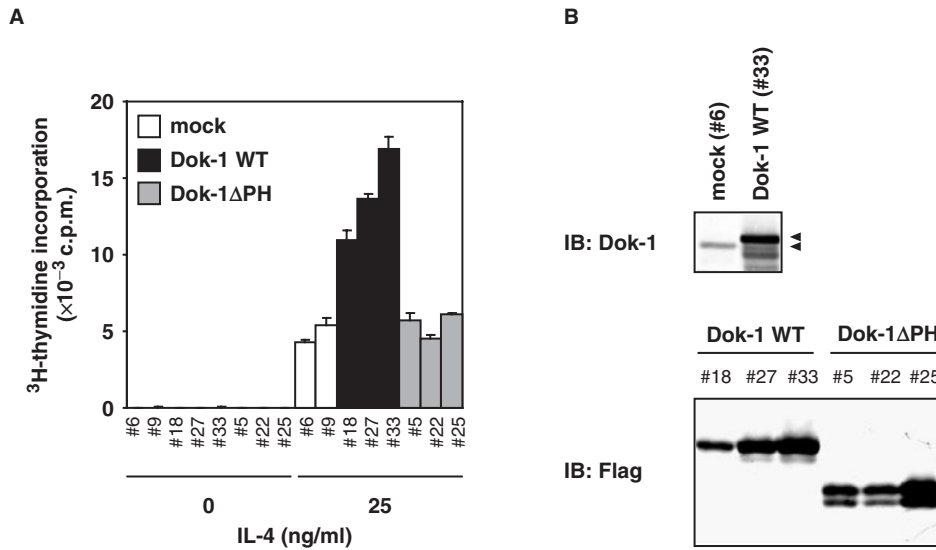 A
³H-thymidine incorporation
(×10⁻³ c.p.m.)
20
15
10
5
0
mock
Dok-1 WT
Dok-1ΔPH
#6 #9 #18 #27 #33 #5 #22 #25 #6 #9 #18 #27 #33 #5 #22 #25
0 25
IL-4 (ng/ml)
B
mock (#6)
Dok-1 WT (#33)
IB: Dok-1
Dok-1 WT Dok-1ΔPH
#18 #27 #33 #5 #22 #25
IB: Flag